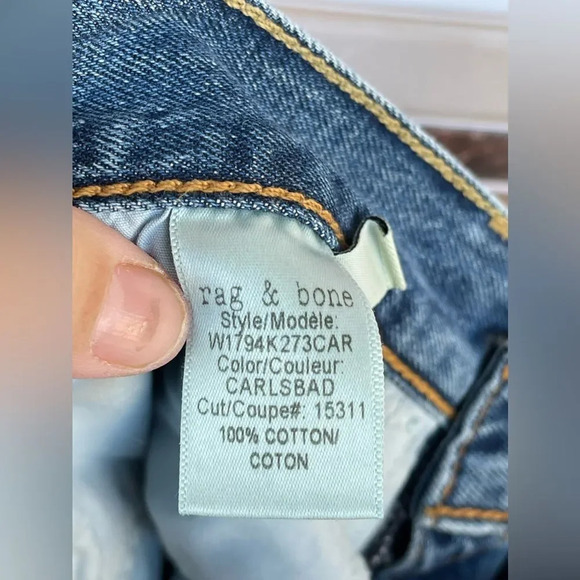 rag & bone
Style/Modèle:
W1794K273CAR
Color/Couleur:
CARLSBAD
Cut/Coupe#: 15311
100% COTTON/
COTON